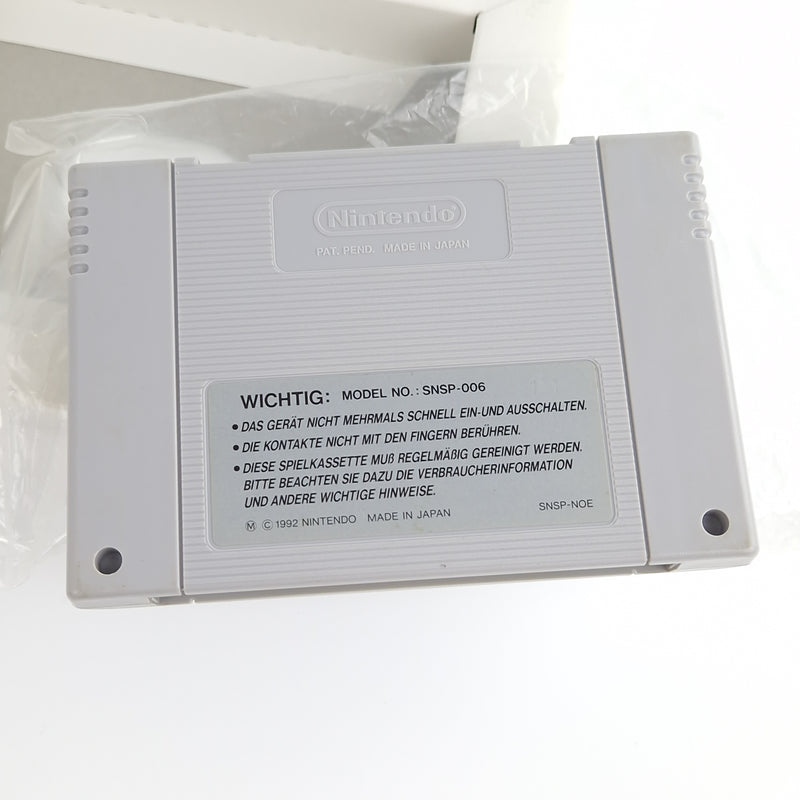 Nintendo®
PAT. PEND. MADE IN JAPAN
WICHTIG: MODEL NO.: SNSP-006
• DAS GERÄT NICHT MEHRMALS SCHNELL EIN-UND AUSSCHALTEN.
• DIE KONTAKTE NICHT MIT DEN FINGERN BERÜHREN.
• DIESE SPIELKASSETTE MUß REGELMÄßIG GEREINIGT WERDEN.
BITTE BEACHTEN SIE DAZU DIE VERBRAUCHERINFORMATION
UND ANDERE WICHTIGE HINWEISE.
Ⓜ © 1992 NINTENDO MADE IN JAPAN SNSP-NOE